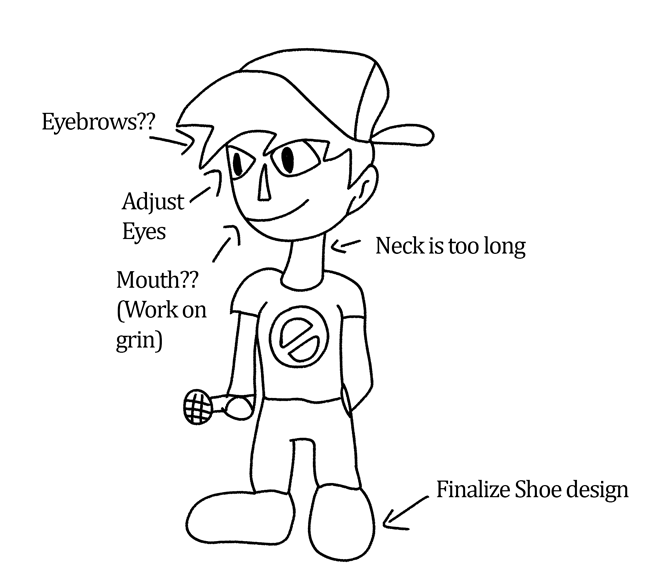 Eyebrows??
Adjust
Eyes
Neck is too long
Mouth??
(Work on
grin)
Finalize Shoe design